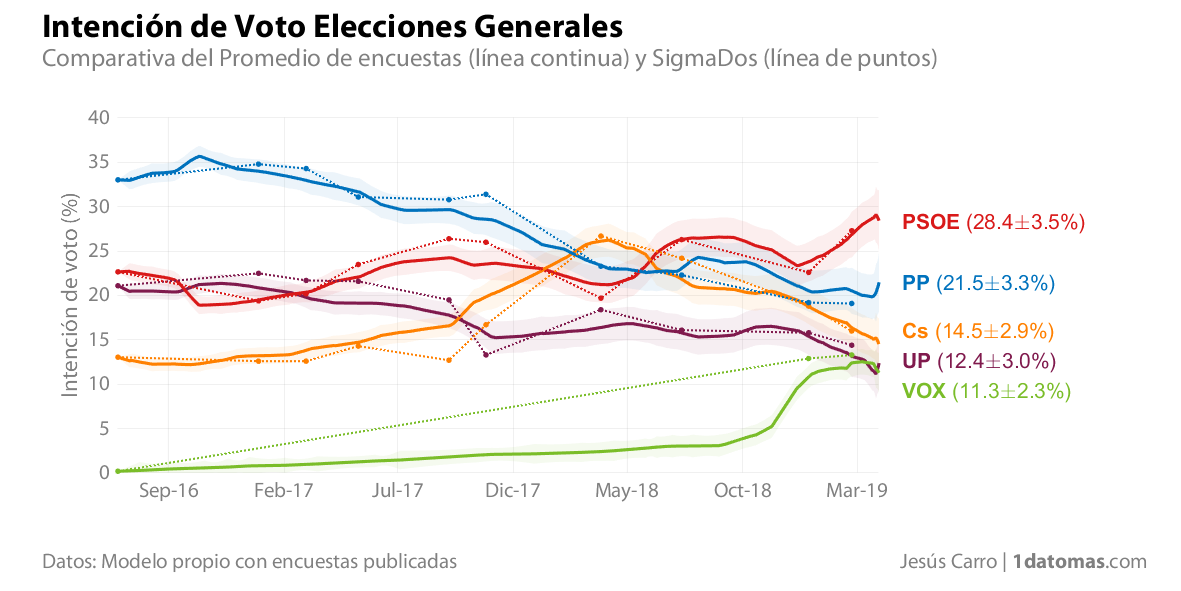 Intención de Voto Elecciones Generales
Comparativa del Promedio de encuestas (línea continua) y SigmaDos (línea de puntos)
Intención de voto (%)
40
35
30
25
20
15
10
5
0
Sep-16 Feb-17 Jul-17 Dic-17 May-18 Oct-18 Mar-19
PSOE (28.4±3.5%)
PP (21.5±3.3%)
Cs (14.5±2.9%)
UP (12.4±3.0%)
VOX (11.3±2.3%)
Datos: Modelo propio con encuestas publicadas
Jesús Carro | 1datomas.com